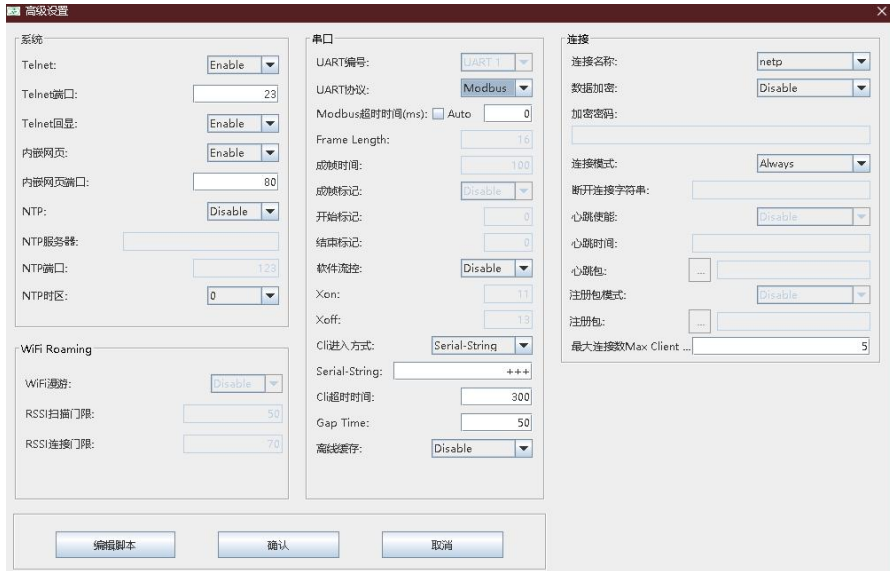 高级设置
系统
Telnet: Enable
Telnet端口: 23
Telnet回显: Enable
内嵌网页: Enable
内嵌网页端口: 80
NTP: Disable
NTP服务器:
NTP端口: 123
NTP时区: 0
WiFi Roaming
WiFi漫游: Disable
RSSI扫描门限: 50
RSSI连接门限: 70
串口
UART编号: UART 1
UART协议: Modbus
Modbus超时时间(ms): Auto 0
Frame Length: 16
成帧时间: 100
成帧标记: Disable
开始标记: 0
结束标记: 0
软件流控: Disable
Xon: 11
Xoff: 13
Cli进入方式: Serial-String
Serial-String: +++
Cli超时时间: 300
Gap Time: 50
离线缓存: Disable
连接
连接名称: netp
数据加密: Disable
加密密码:
连接模式: Always
断开连接字符串:
心跳使能: Disable
心跳时间:
心跳包: ...
注册包模式: Disable
注册包: ...
最大连接数Max Client ... 5
编辑脚本 确认 取消